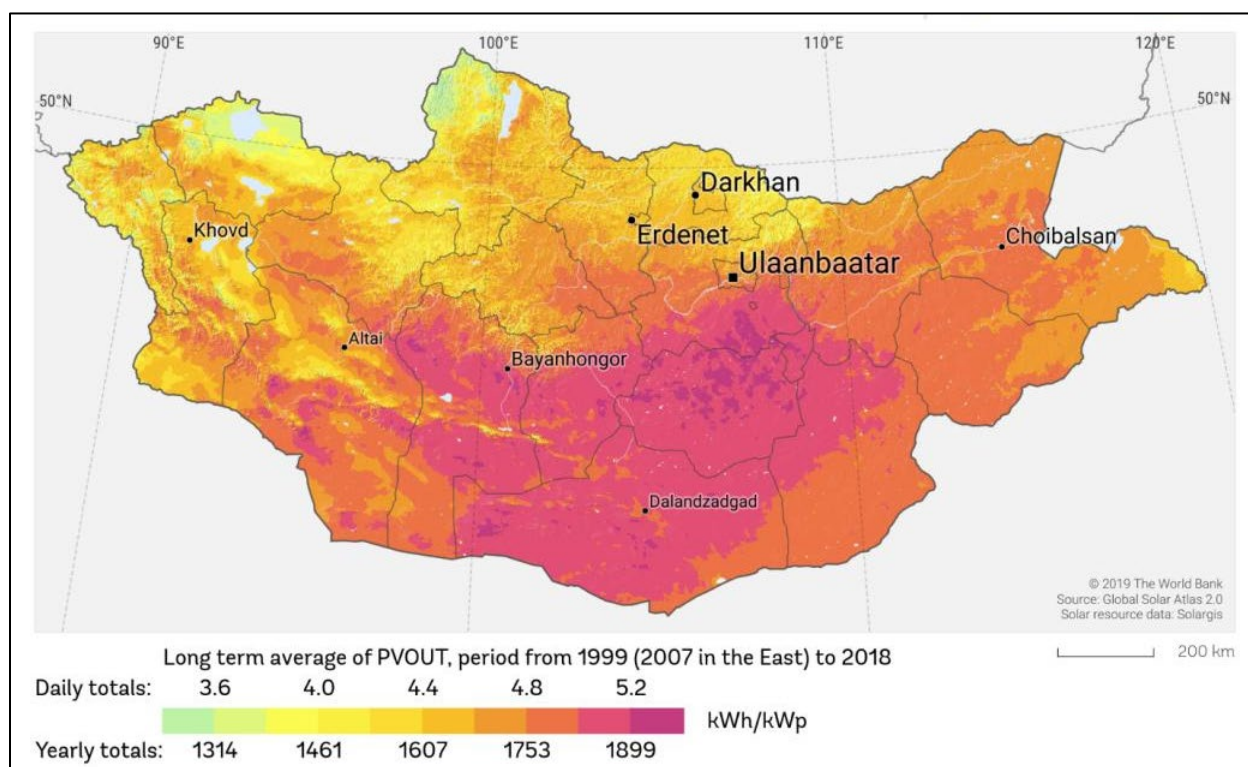 90°E 100°E 110°E 120°E
50°N 50°N
Darkhan
Khovd Erdenet Choibalsan
Ulaanbaatar
Altai
Bayanhongor
Dalandzadgad
© 2019 The World Bank
Source: Global Solar Atlas 2.0
Solar resource data: Solargis
Long term average of PVOUT, period from 1999 (2007 in the East) to 2018
200 km
Daily totals: 3.6 4.0 4.4 4.8 5.2
kWh/kWp
Yearly totals: 1314 1461 1607 1753 1899